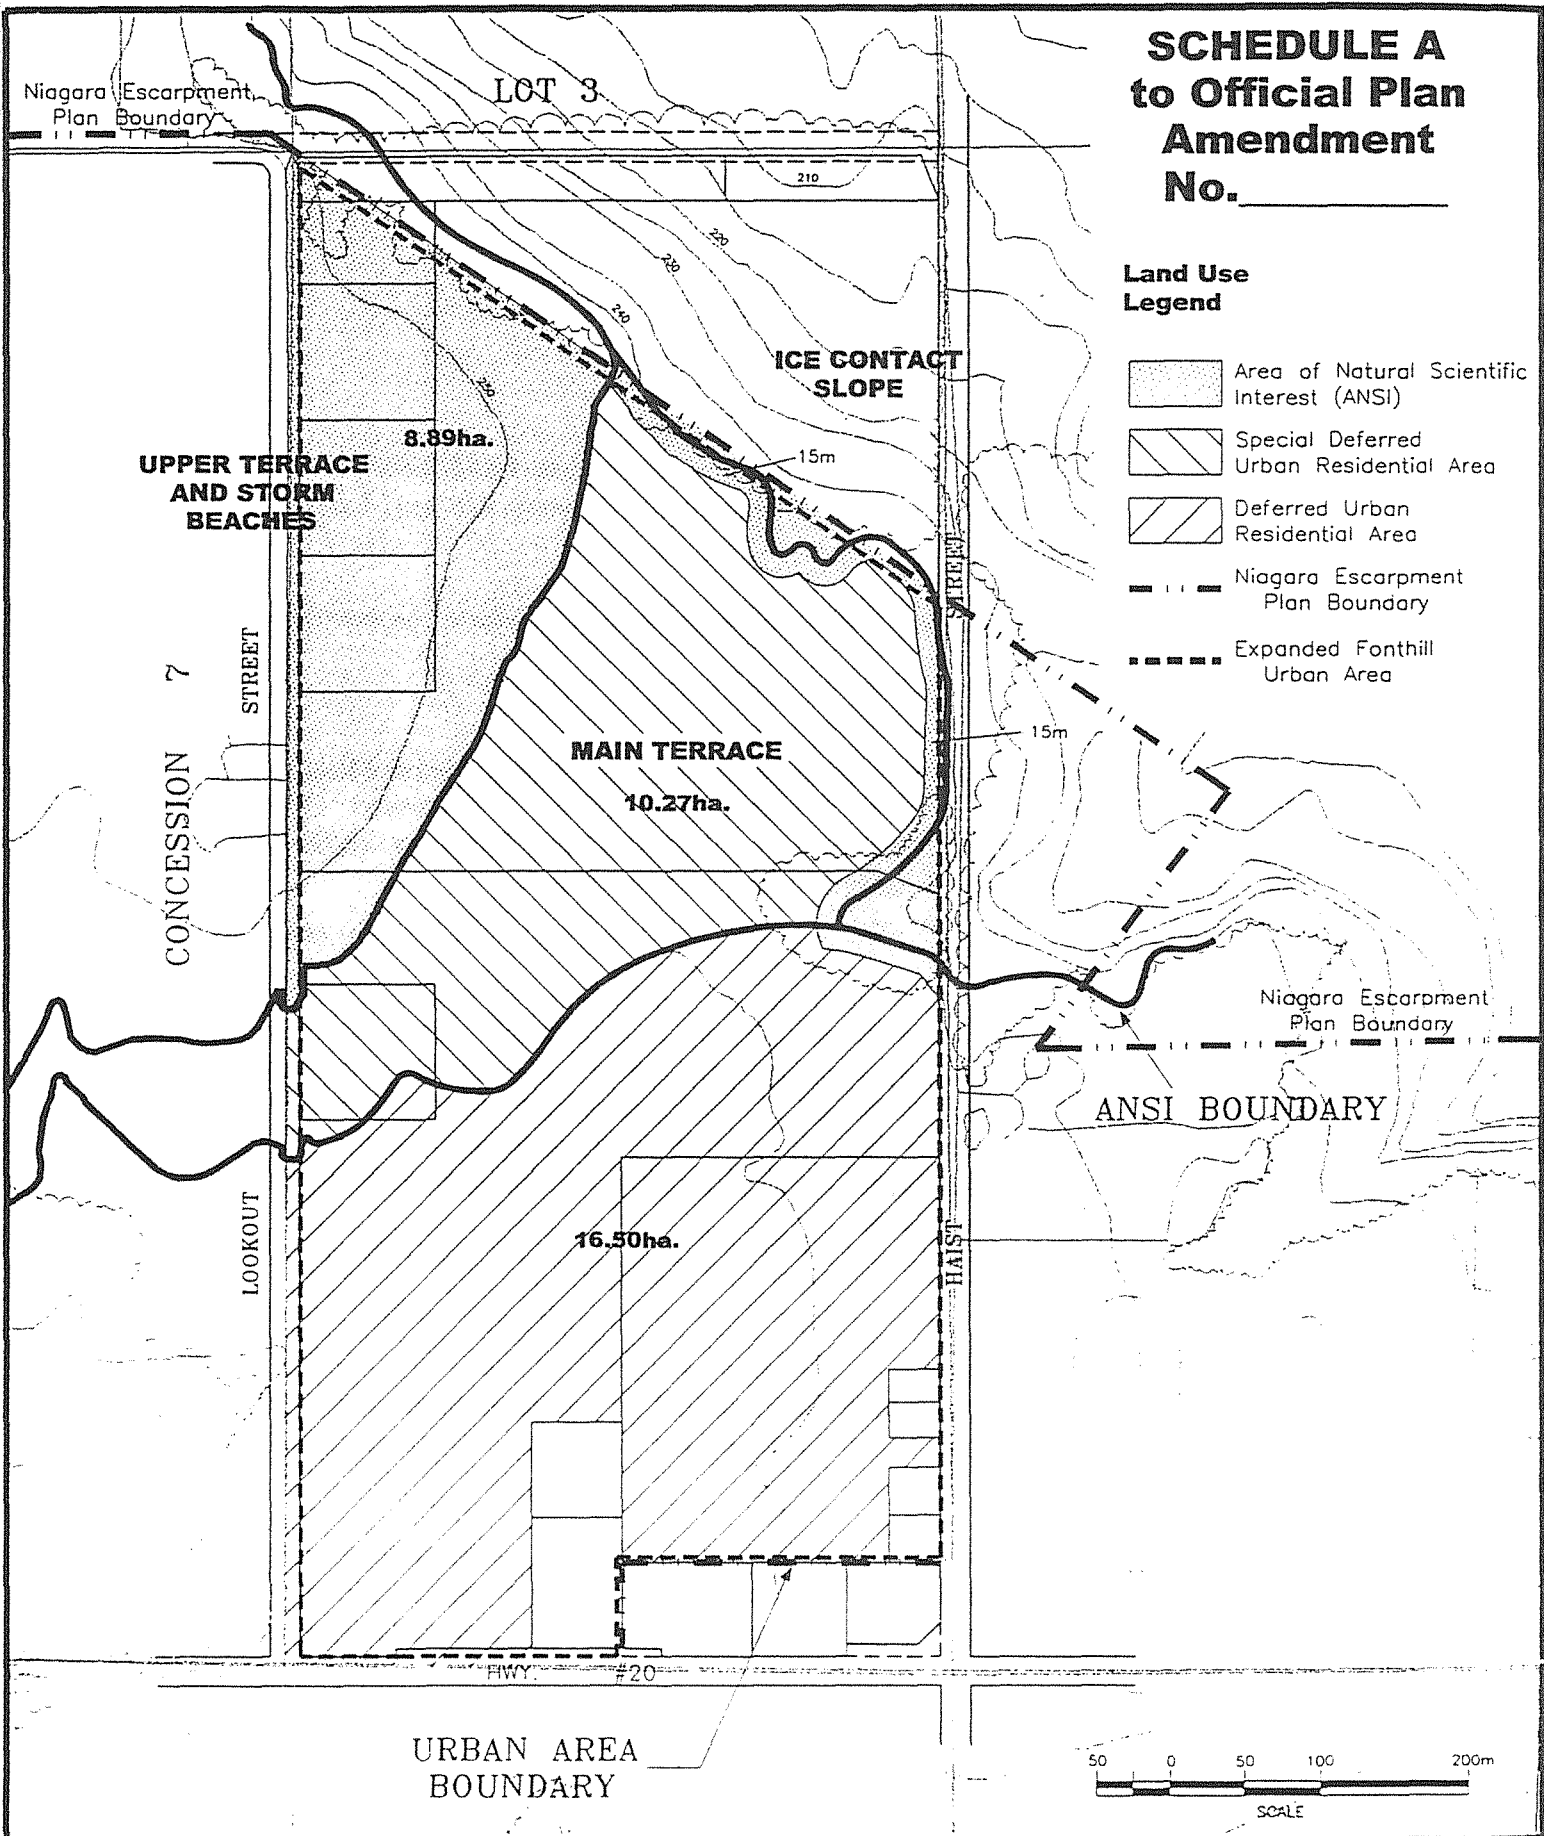 SCHEDULE A
to Official Plan
Amendment
No.__________
Niagara Escarpment
Plan Boundary
LOT 3
210
220
230
240
250
Land Use
Legend
Area of Natural Scientific
Interest (ANSI)
Special Deferred
Urban Residential Area
Deferred Urban
Residential Area
Niagara Escarpment
Plan Boundary
Expanded Fonthill
Urban Area
ICE CONTACT
SLOPE
8.89ha.
UPPER TERRACE
AND STORM
BEACHES
15m
STREET
STREET
CONCESSION 7
15m
MAIN TERRACE
10.27ha.
Niagara Escarpment
Plan Boundary
ANSI BOUNDARY
LOOKOUT
16.50ha.
HAIST
HWY. #20
URBAN AREA
BOUNDARY
50 0 50 100 200m
SCALE